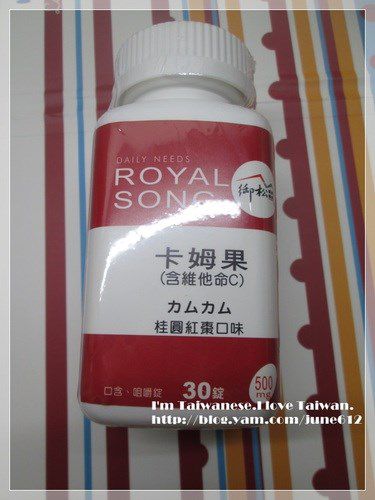 DAILY NEEDS
ROYAL
SONG
御松
卡姆果
(含維他命C)
カムカム
桂圓紅棗口味
口含、咀嚼錠
30錠
500
mg
I'm Taiwanese.I love Taiwan.
http://blog.yam.com/june612